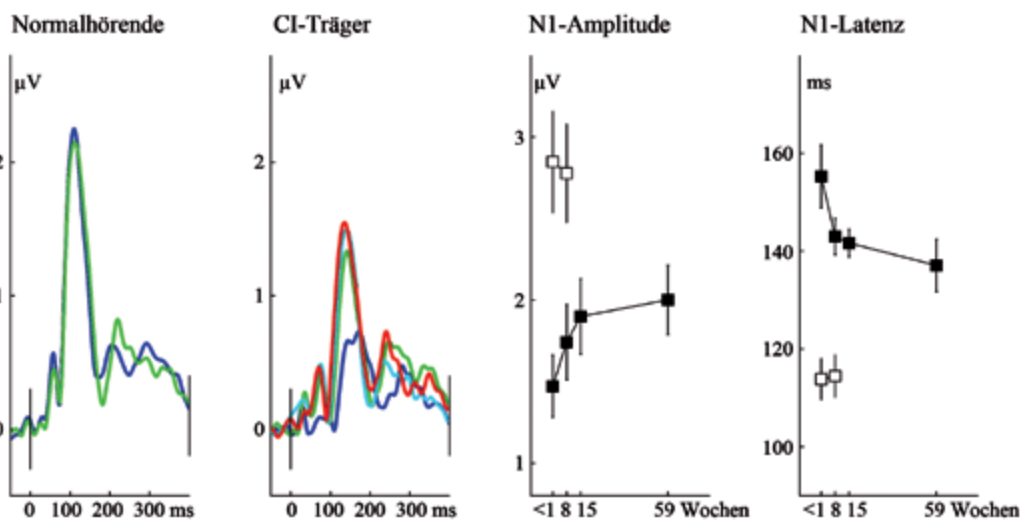 Normalhörende
µV
2
1
0
0 100 200 300 ms
CI-Träger
µV
2
1
0
0 100 200 300 ms
N1-Amplitude
µV
3
2
1
<1 8 15 59 Wochen
N1-Latenz
ms
160
140
120
100
<1 8 15 59 Wochen